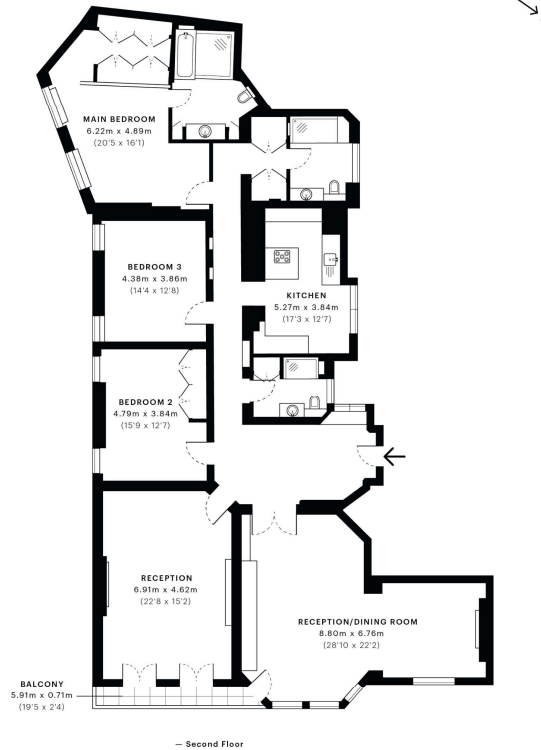 MAIN BEDROOM
6.22m x 4.89m
(20'5 x 16'1)
BEDROOM 3
4.38m x 3.86m
(14'4 x 12'8)
KITCHEN
5.27m x 3.84m
(17'3 x 12'7)
BEDROOM 2
4.79m x 3.84m
(15'9 x 12'7)
RECEPTION
6.91m x 4.62m
(22'8 x 15'2)
RECEPTION/DINING ROOM
8.80m x 6.76m
(28'10 x 22'2)
BALCONY
5.91m x 0.71m
(19'5 x 2'4)
— Second Floor